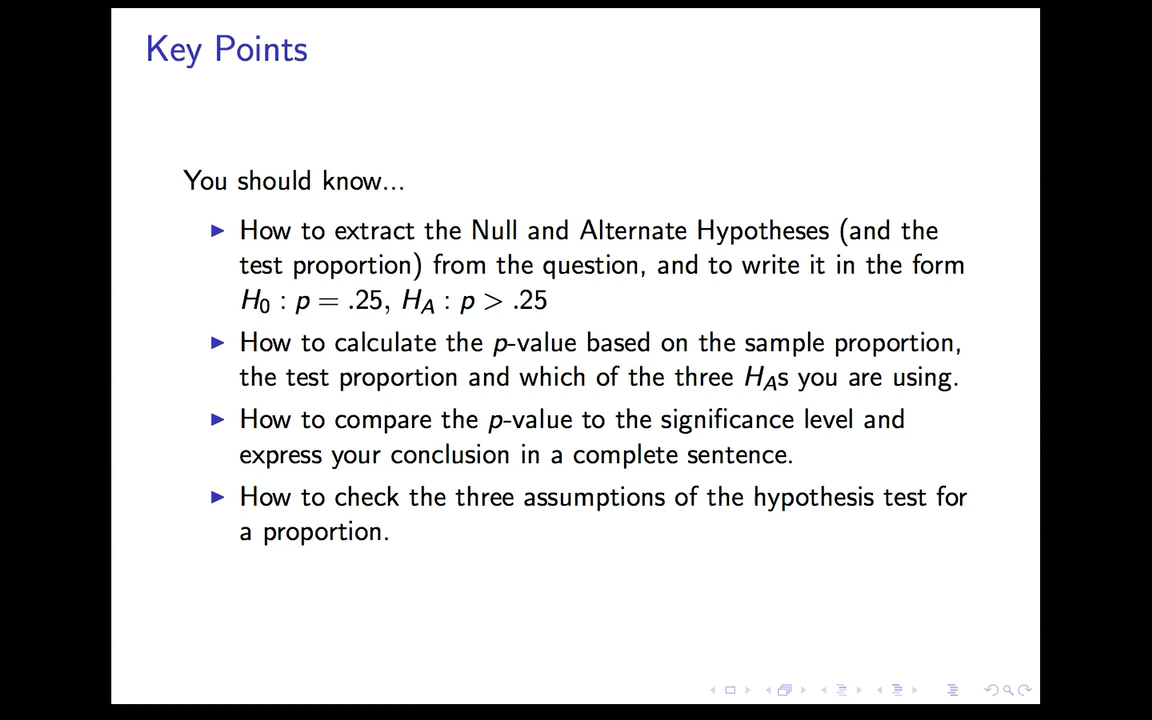 Key Points
You should know...
▶ How to extract the Null and Alternate Hypotheses (and the
test proportion) from the question, and to write it in the form
H₀ : p = .25, H_A : p > .25
▶ How to calculate the p-value based on the sample proportion,
the test proportion and which of the three H_As you are using.
▶ How to compare the p-value to the significance level and
express your conclusion in a complete sentence.
▶ How to check the three assumptions of the hypothesis test for
a proportion.